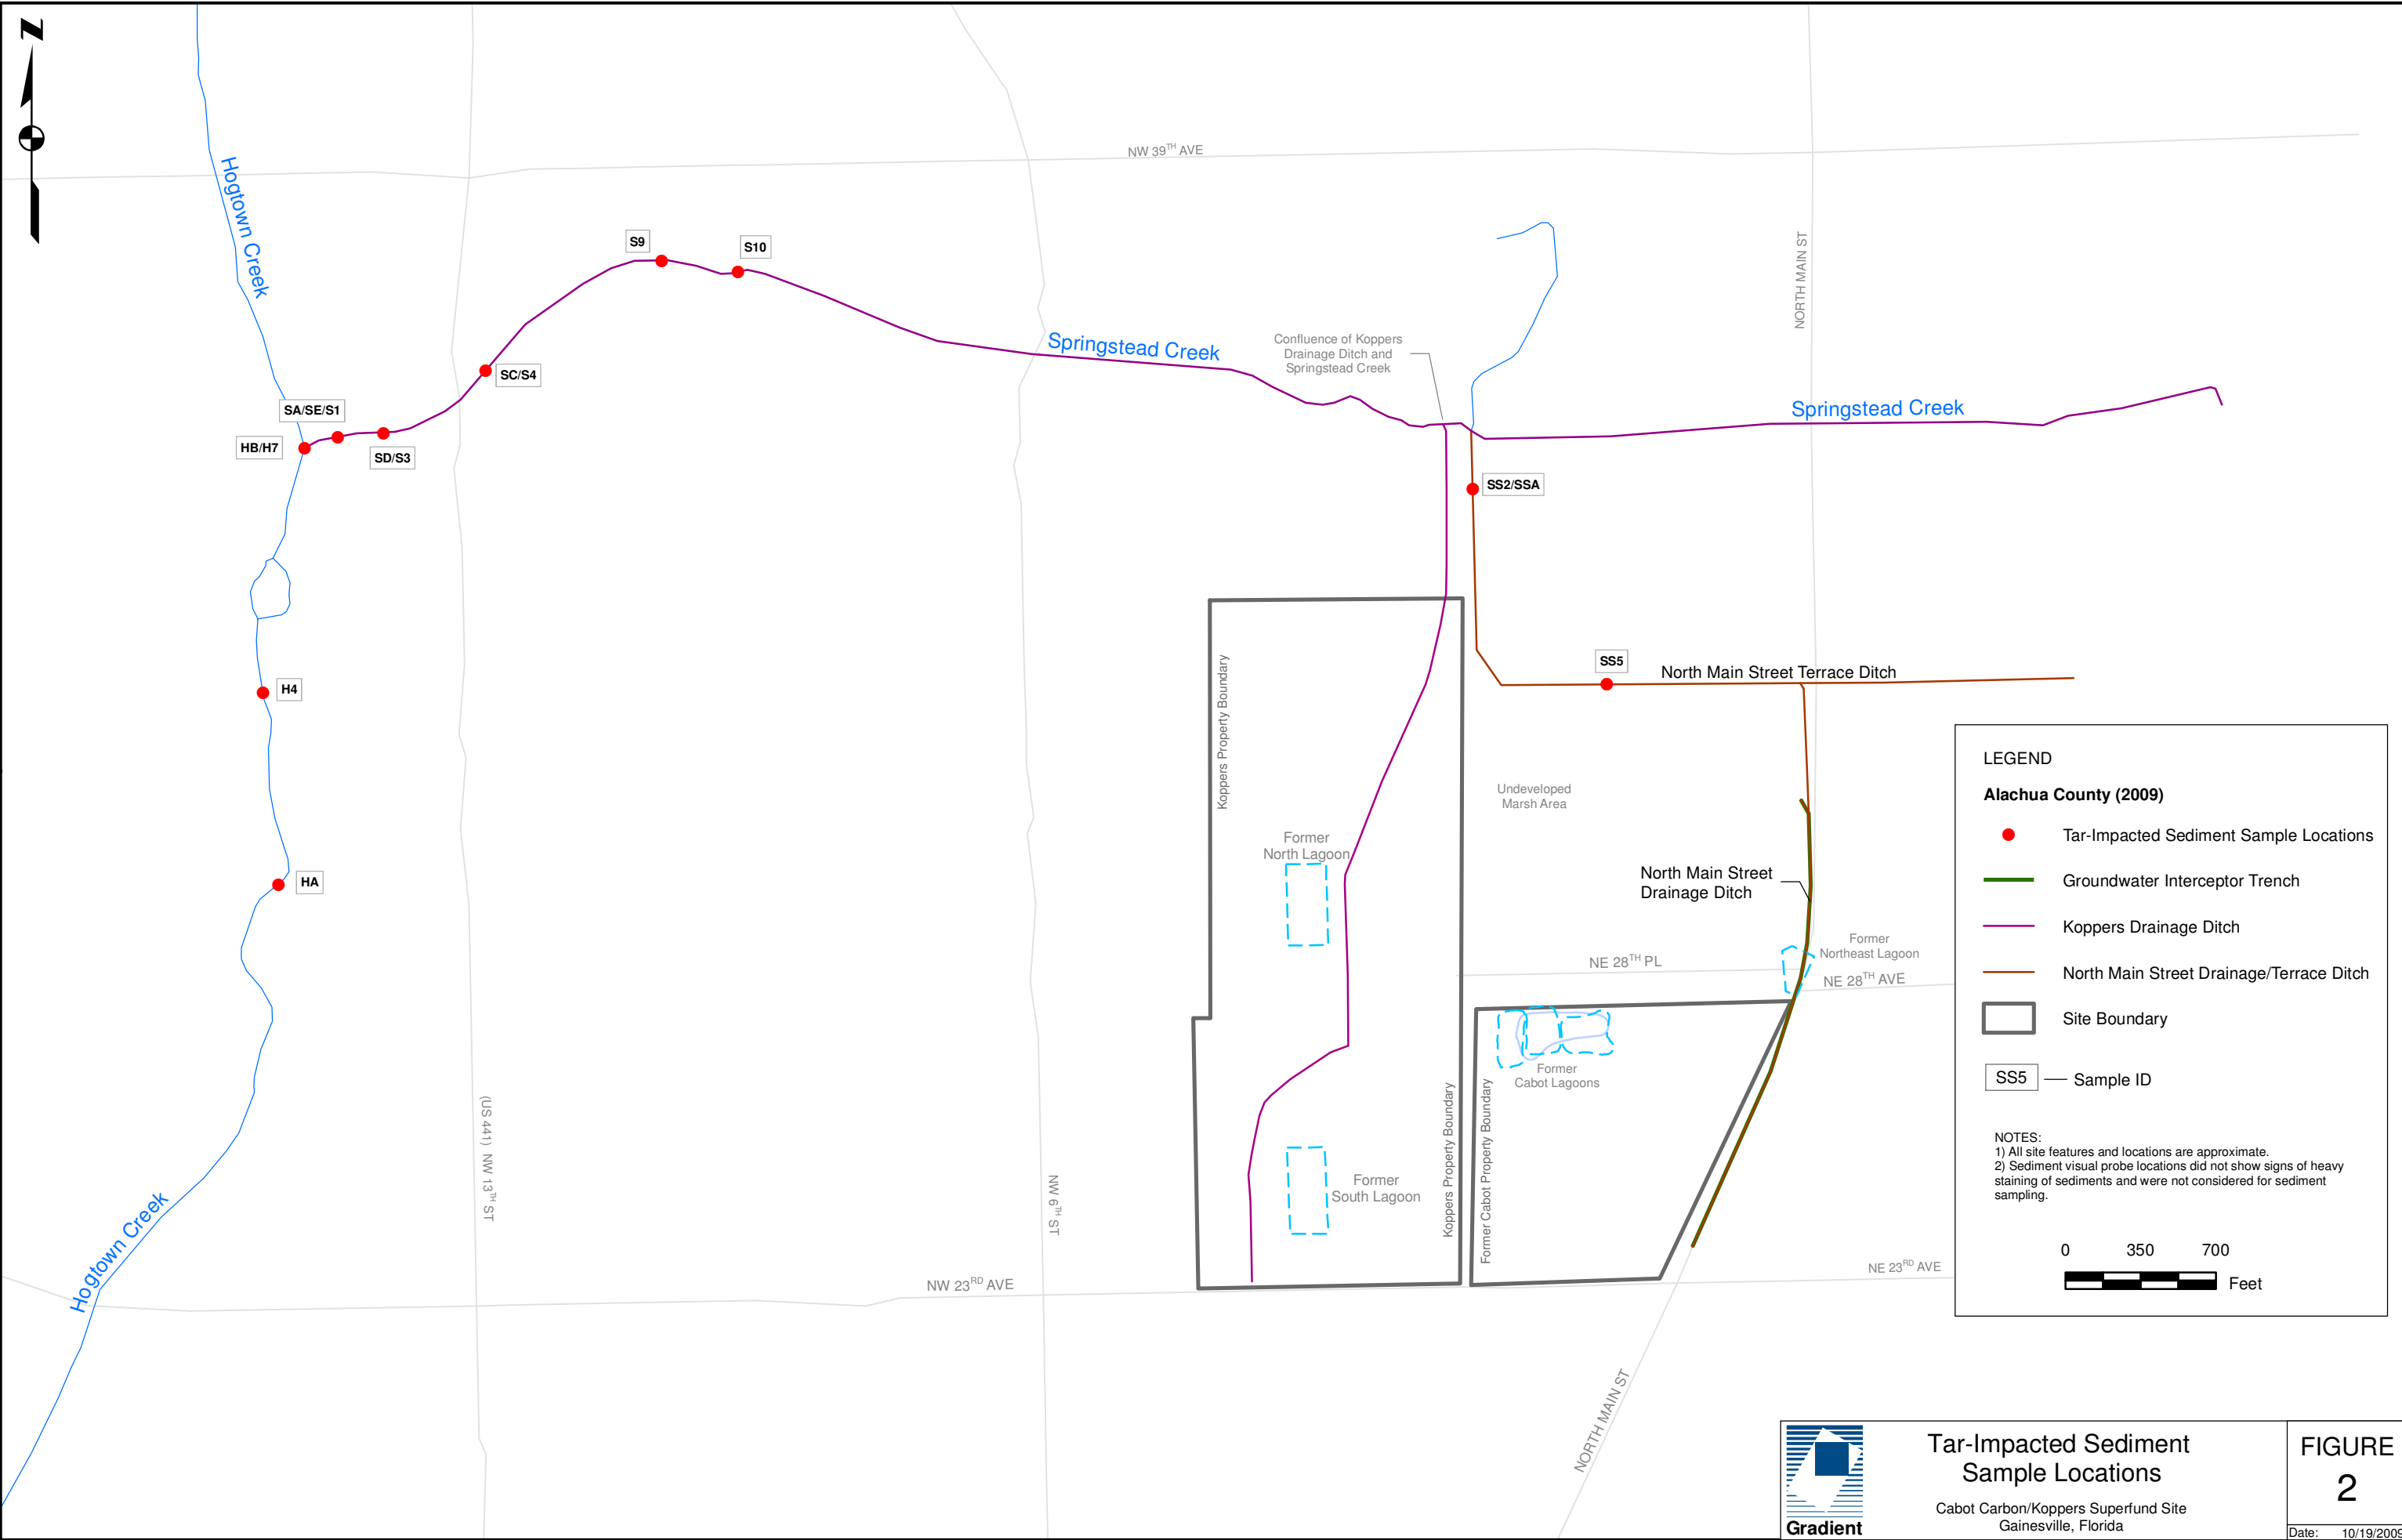 Z
NW 39TH AVE
Hogtown Creek
S9
S10
NORTH MAIN ST
Springstead Creek
Confluence of Koppers
Drainage Ditch and
Springstead Creek
SC/S4
SA/SE/S1
Springstead Creek
HB/H7
SD/S3
SS2/SSA
SS5
North Main Street Terrace Ditch
H4
Koppers Property Boundary
Undeveloped
Marsh Area
Former
North Lagoon
HA
North Main Street
Drainage Ditch
Former
Northeast Lagoon
NE 28TH PL
NE 28TH AVE
Former
Cabot Lagoons
(US 441) NW 13TH ST
NW 6TH ST
Former
South Lagoon
Koppers Property Boundary
Former Cabot Property Boundary
Hogtown Creek
NW 23RD AVE
NE 23RD AVE
NORTH MAIN ST
LEGEND
Alachua County (2009)
Tar-Impacted Sediment Sample Locations
Groundwater Interceptor Trench
Koppers Drainage Ditch
North Main Street Drainage/Terrace Ditch
Site Boundary
SS5 Sample ID
NOTES:
1) All site features and locations are approximate.
2) Sediment visual probe locations did not show signs of heavy
staining of sediments and were not considered for sediment
sampling.
0 350 700
Feet
Gradient
Tar-Impacted Sediment
Sample Locations
Cabot Carbon/Koppers Superfund Site
Gainesville, Florida
FIGURE
2
Date: 10/19/2009